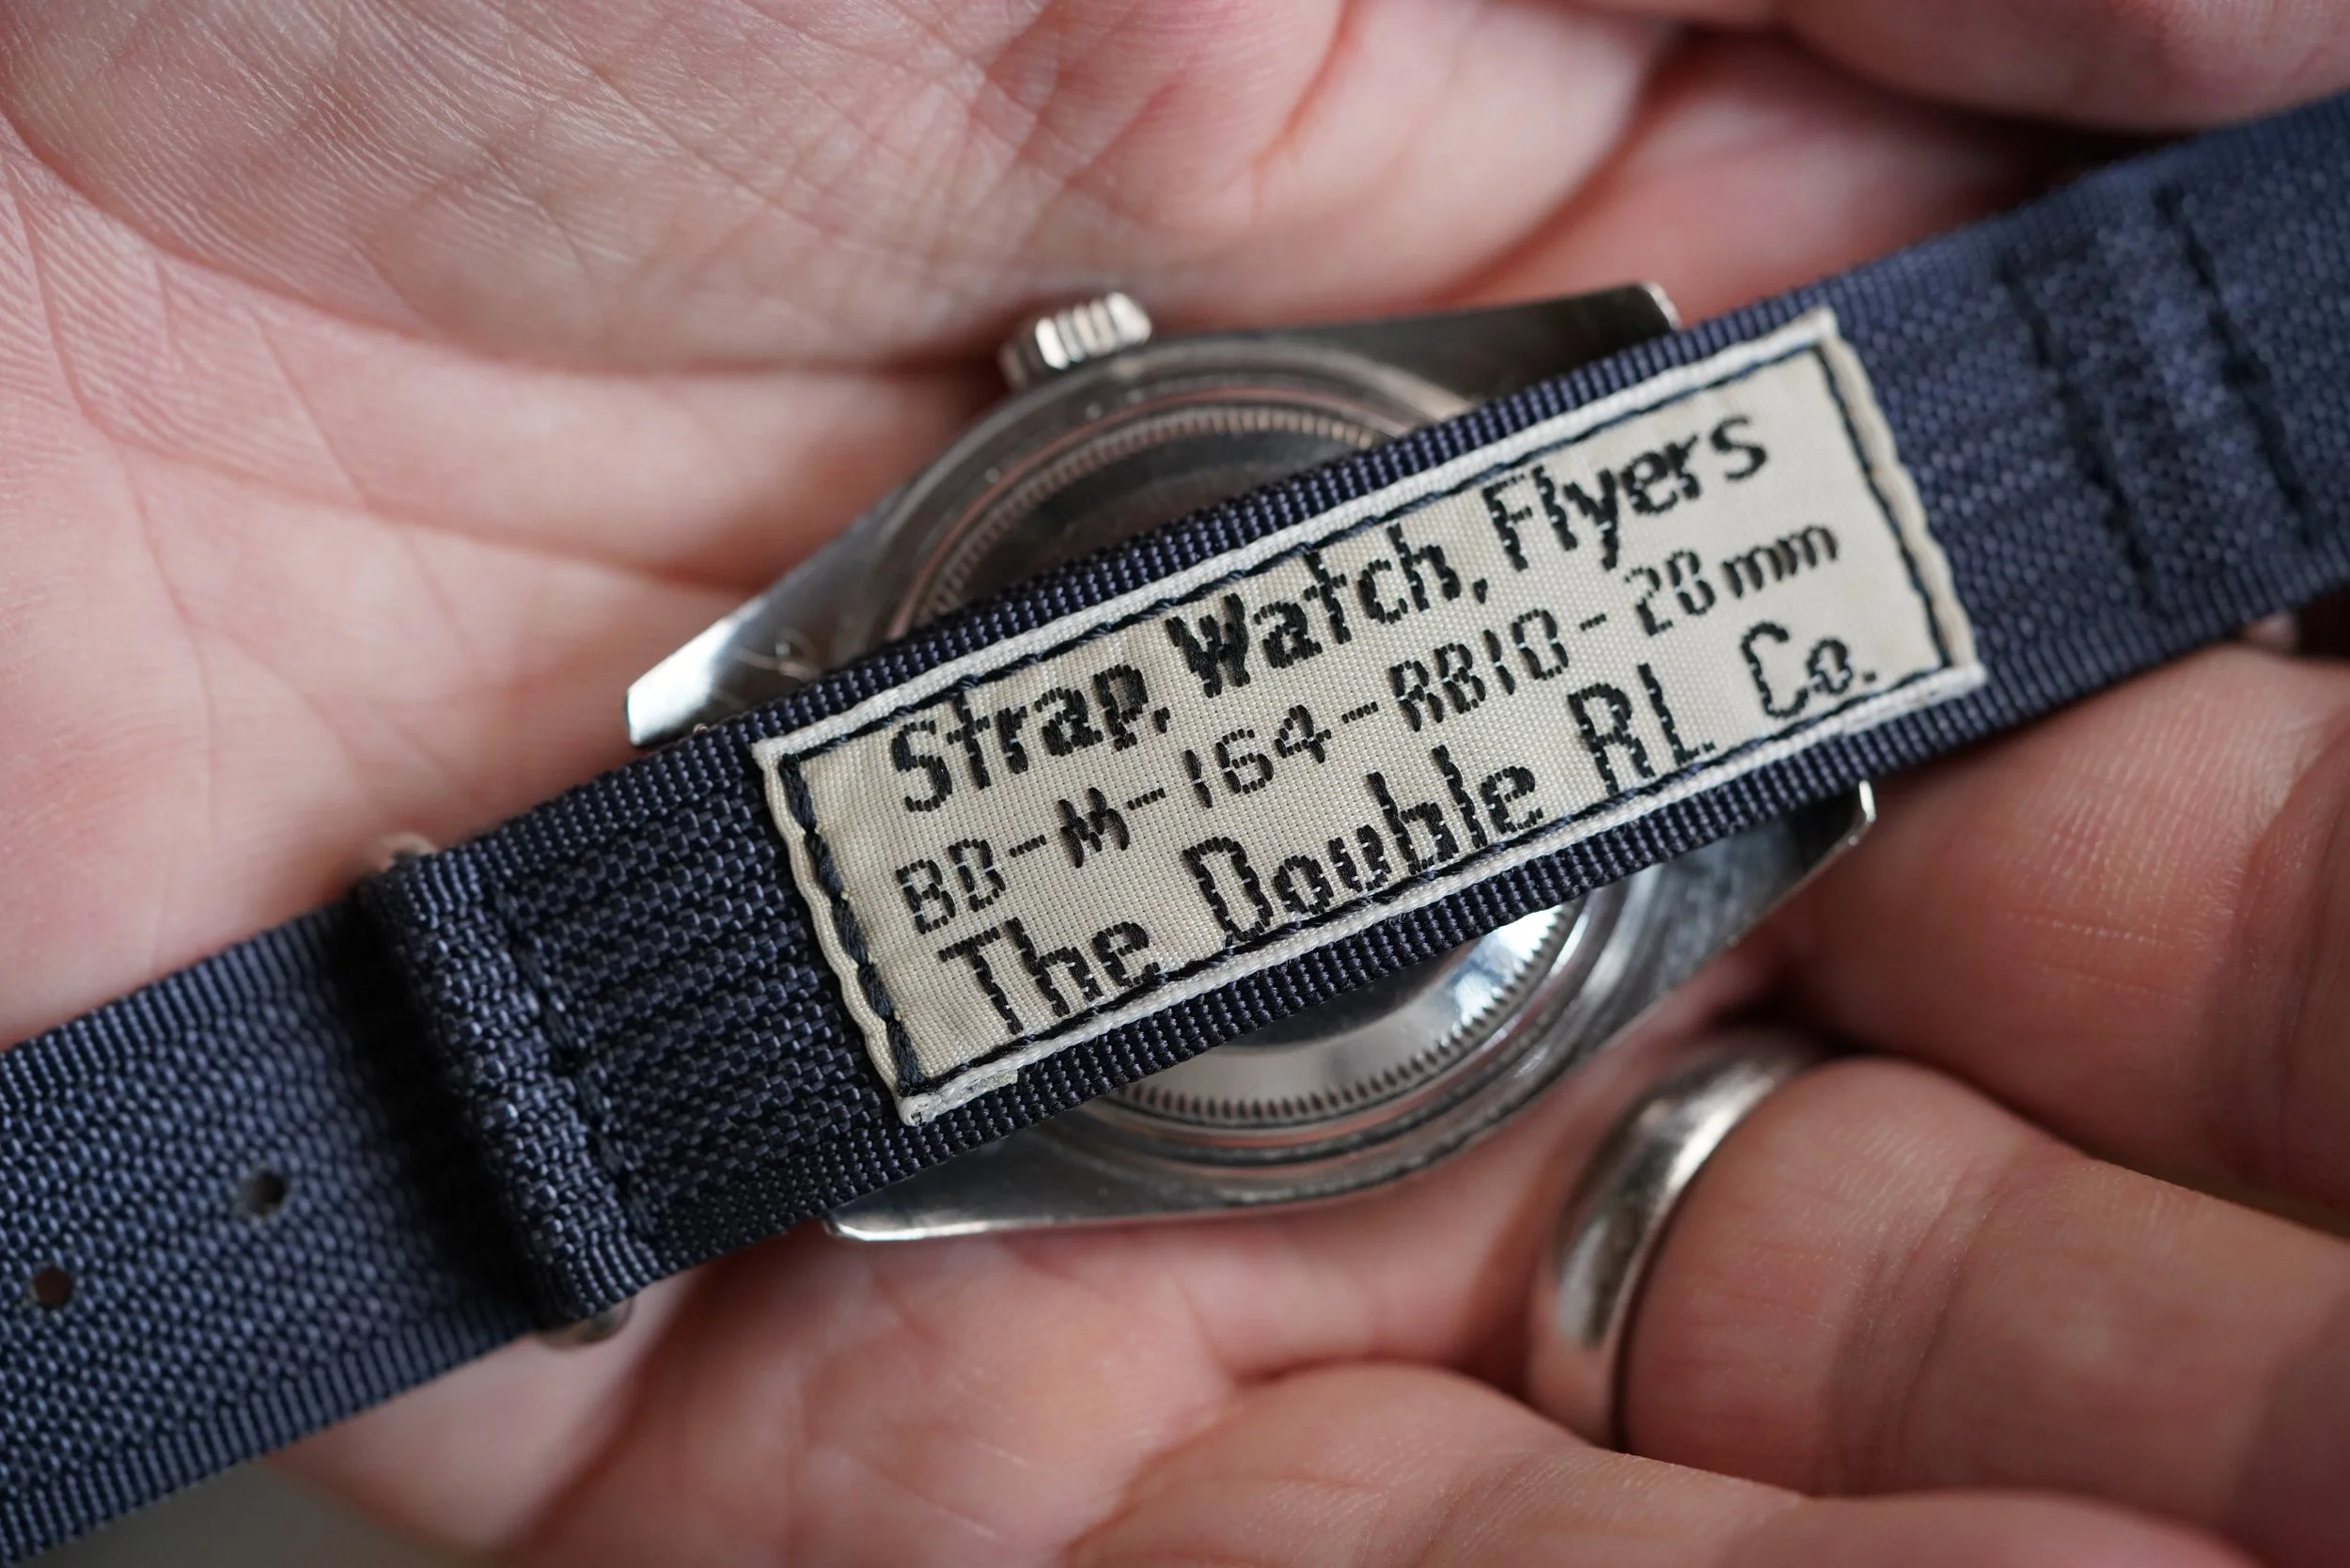 Strap, Watch, Flyers
BD-M-164-RB10-20mm
The Double RL Co.